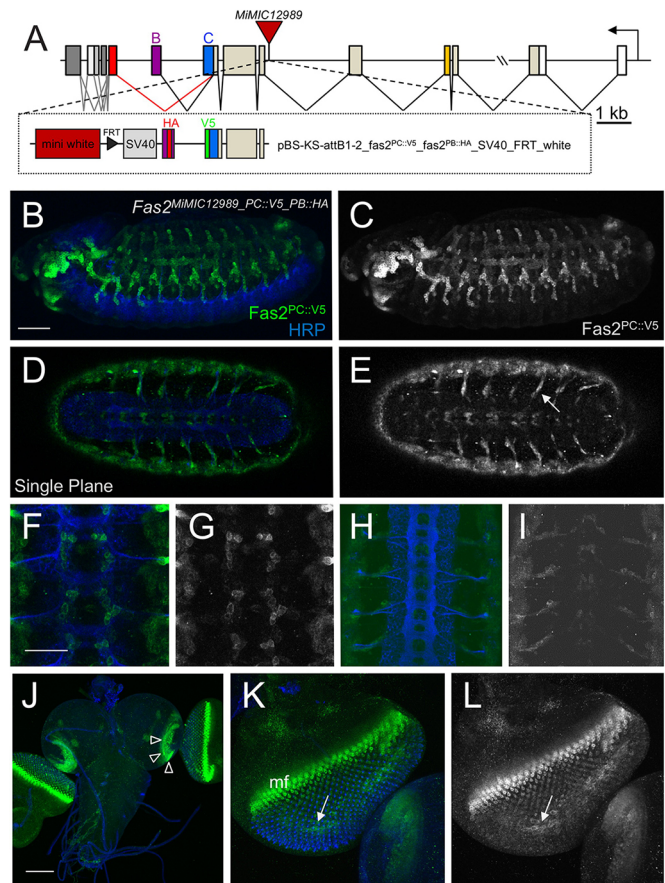 MiMIC12989
A
B
C
1 kb
HA
V5
mini white
FRT
SV40
pBS-KS-attB1-2_fas2PC::V5_fas2PB::HA_SV40_FRT_white
B
Fas2MiMIC12989_PC::V5_PB::HA
C
Fas2PC::V5
HRP
Fas2PC::V5
D
E
Single Plane
F
G
H
I
J
K
L
mf